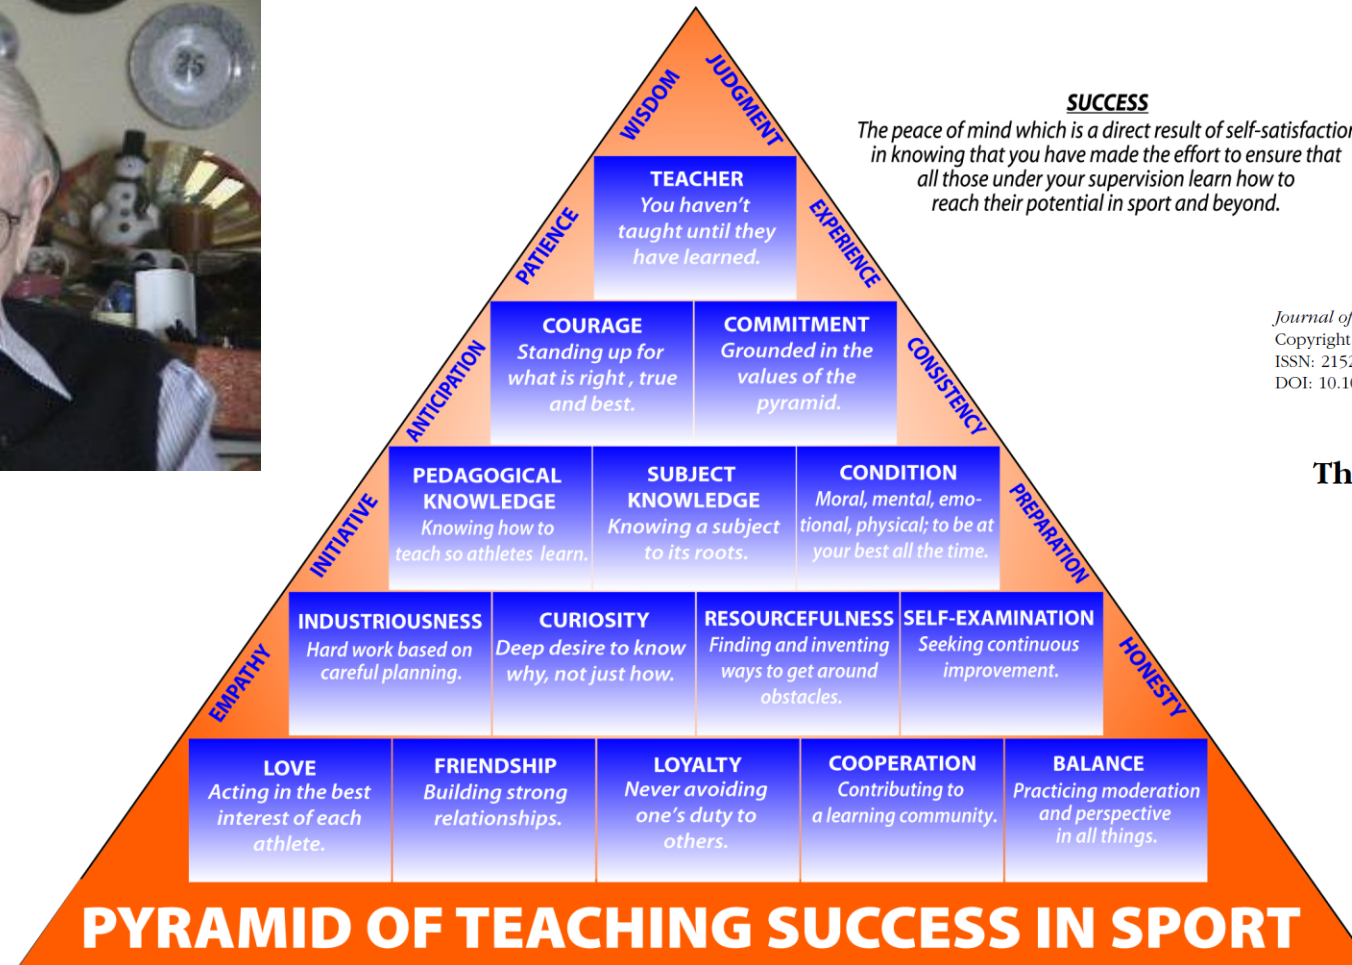 25
WISDOM
JUDGMENT
SUCCESS
The peace of mind which is a direct result of self-satisfaction
in knowing that you have made the effort to ensure that
all those under your supervision learn how to
reach their potential in sport and beyond.
TEACHER
You haven't
taught until they
have learned.
PATIENCE
EXPERIENCE
Journal of
Copyright
ISSN: 2152
DOI: 10.10
COURAGE
Standing up for
what is right , true
and best.
COMMITMENT
Grounded in the
values of the
pyramid.
ANTICIPATION
CONSISTENCY
Th
PEDAGOGICAL
KNOWLEDGE
Knowing how to
teach so athletes learn.
SUBJECT
KNOWLEDGE
Knowing a subject
to its roots.
CONDITION
Moral, mental, emo-
tional, physical; to be at
your best all the time.
INITIATIVE
PREPARATION
INDUSTRIOUSNESS
Hard work based on
careful planning.
CURIOSITY
Deep desire to know
why, not just how.
RESOURCEFULNESS
Finding and inventing
ways to get around
obstacles.
SELF-EXAMINATION
Seeking continuous
improvement.
EMPATHY
HONESTY
LOVE
Acting in the best
interest of each
athlete.
FRIENDSHIP
Building strong
relationships.
LOYALTY
Never avoiding
one's duty to
others.
COOPERATION
Contributing to
a learning community.
BALANCE
Practicing moderation
and perspective
in all things.
PYRAMID OF TEACHING SUCCESS IN SPORT